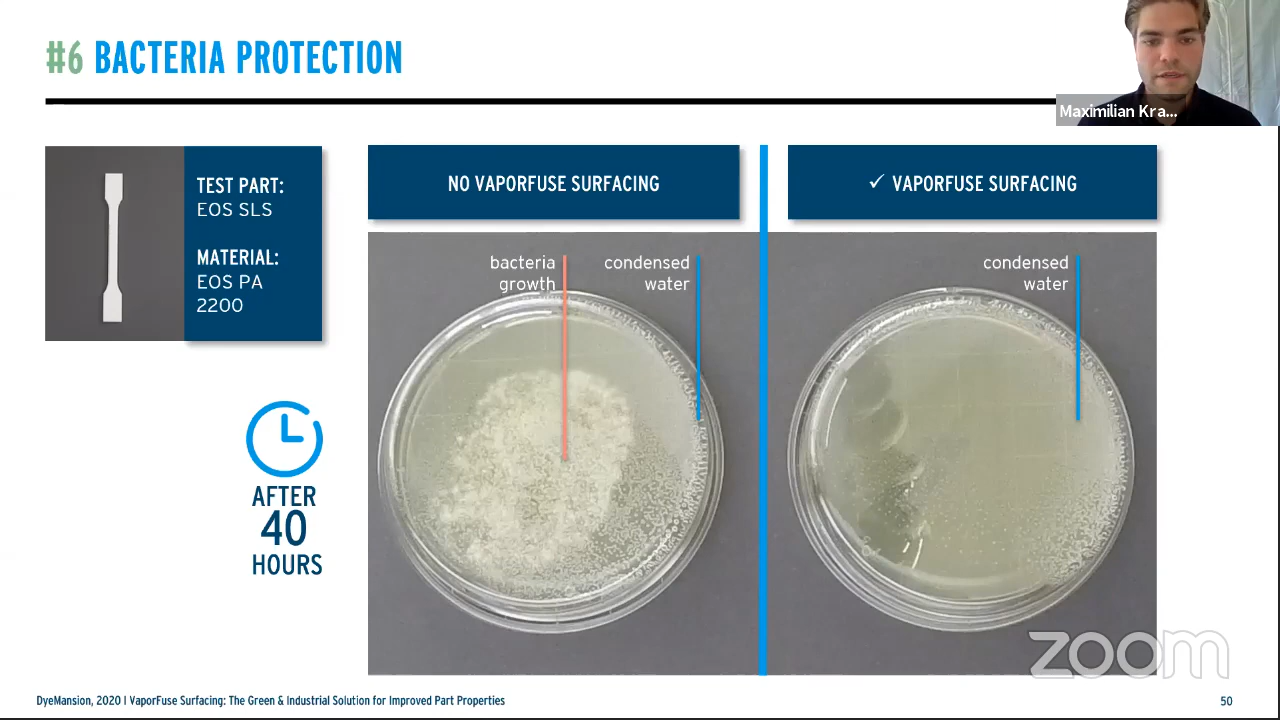 #6 BACTERIA PROTECTION
Maximilian Kra...
TEST PART:
EOS SLS
MATERIAL:
EOS PA
2200
NO VAPORFUSE SURFACING
✓ VAPORFUSE SURFACING
bacteria
growth
condensed
water
condensed
water
AFTER
40
HOURS
zoom
DyeMansion, 2020 I VaporFuse Surfacing: The Green & Industrial Solution for Improved Part Properties
50